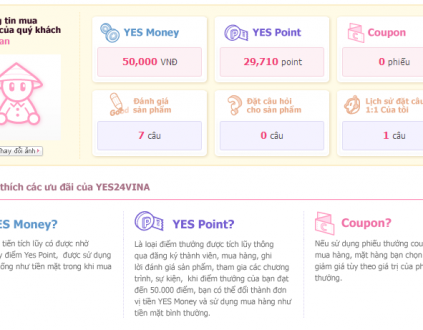 g tin mua
của quý khách
an
hay đổi ảnh
YES Money
50,000 VNĐ
YES Point
29,710 point
Coupon
0 phiếu
Đánh giá
sản phẩm
7 câu
Đặt câu hỏi
cho sản phẩm
0 câu
Lịch sử đặt câu
1:1 Của tôi
1 câu
thích các ưu đãi của YES24VINA
ES Money?
tiền tích lũy có được nhờ
y điểm Yes Point, được sử dụng
ống như tiền mặt trong khi mua
YES Point?
Là loại điểm thưởng được tích lũy thông
qua đăng ký thành viên, mua hàng, ghi
lời đánh giá sản phẩm, tham gia các chương
trình, sự kiện, khi điểm thưởng của bạn đạt
đến 50.000 điểm, bạn có thể đổi thành đơn
vị tiền YES Money và sử dụng mua hàng như
tiền mặt bình thường.
Coupon?
Nếu sử dụng phiếu thưởng cou
mua hàng, mặt hàng bạn chọn
giảm giá tùy theo giá trị của ph
thưởng.